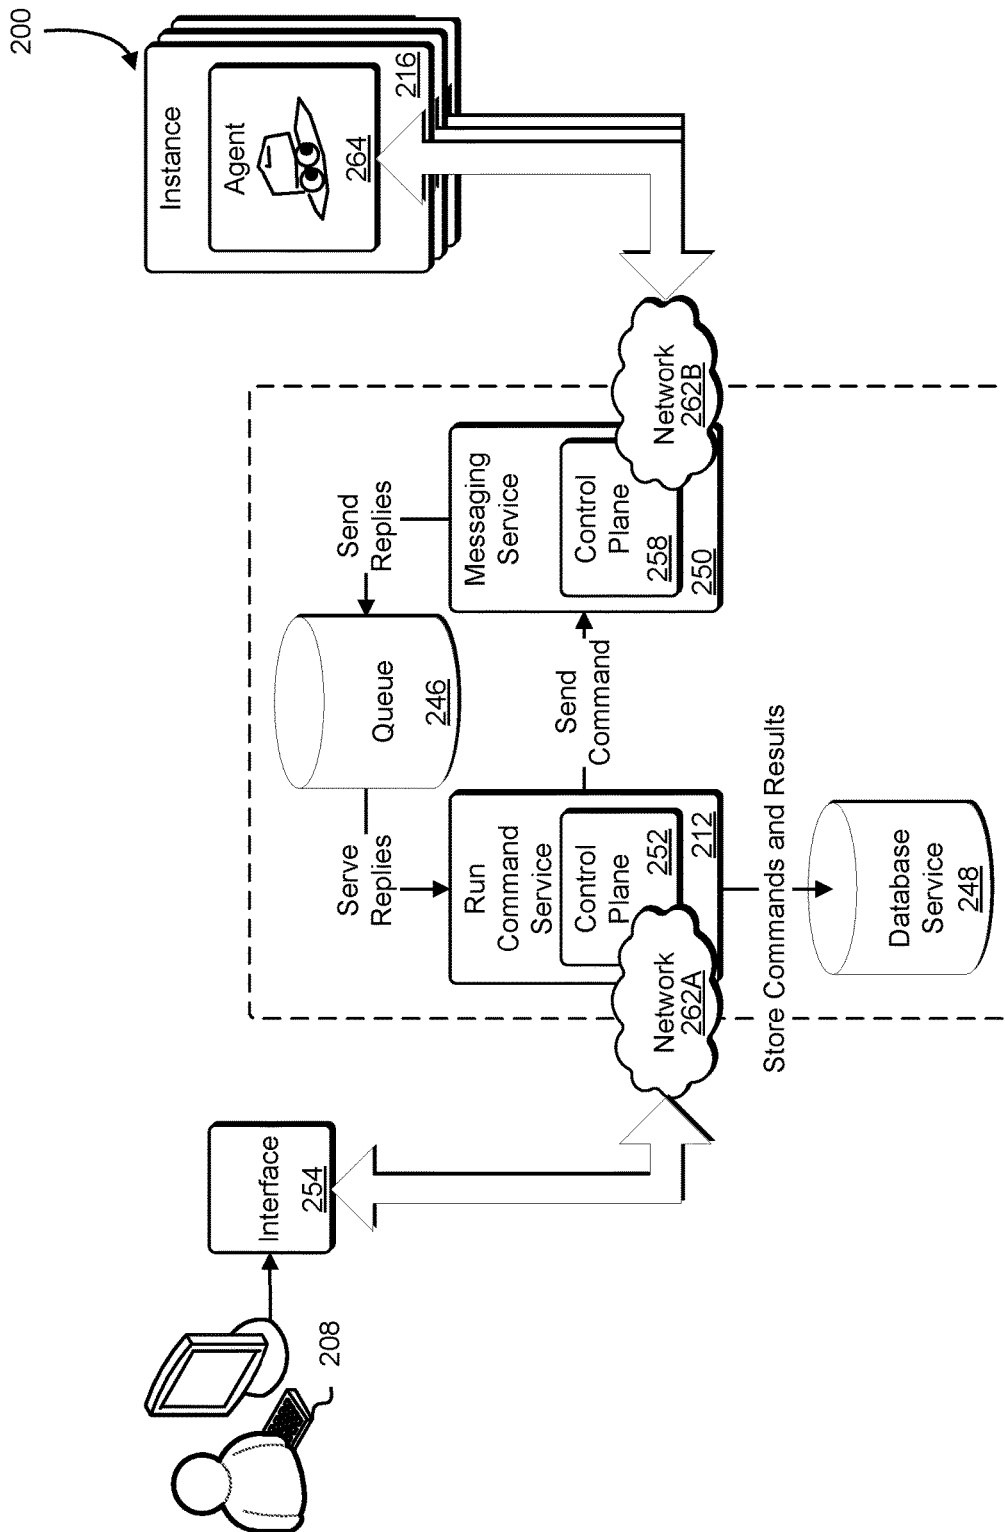 200
Instance
Agent
264
216
208
Interface
254
Send
Replies
Queue
246
Serve
Replies
Messaging
Service
Control
Plane
258
250
Network
262B
Send
Command
Run
Command
Service
Control
Plane
252
212
Network
262A
Store Commands and Results
Database
Service
248